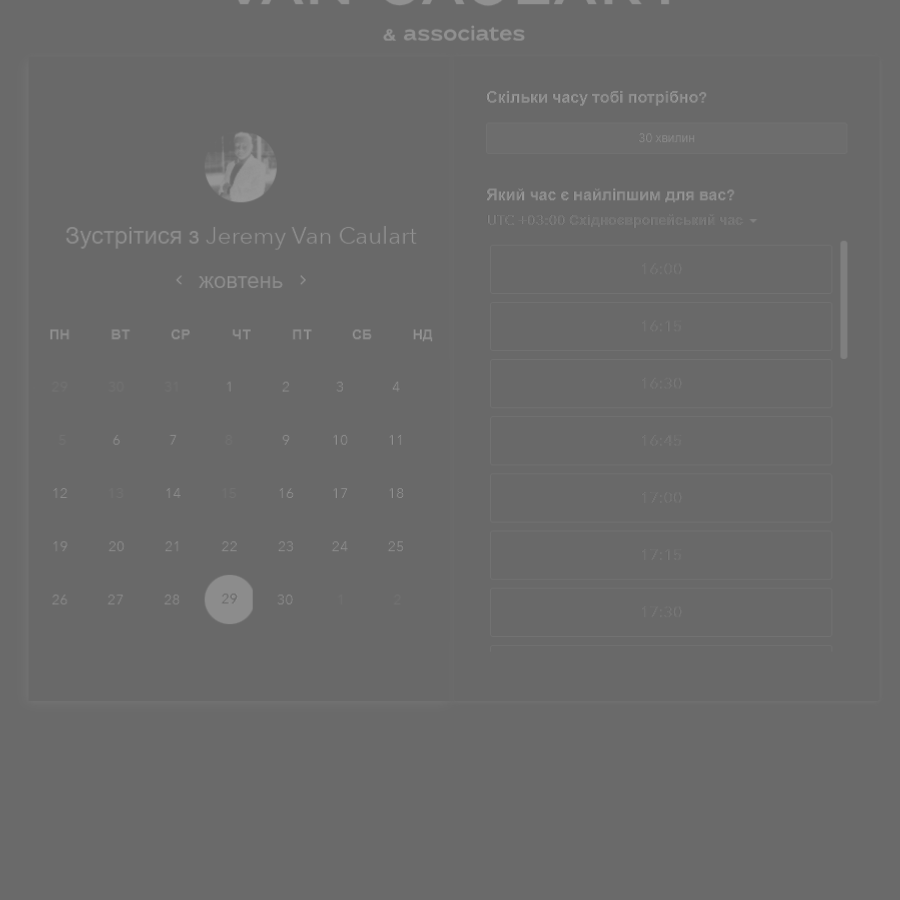 VAN CAULART
& associates
Зустрітися з Jeremy Van Caulart
жовтень
ПН ВТ СР ЧТ ПТ СБ НД
29 30 31 1 2 3 4
5 6 7 8 9 10 11
12 13 14 15 16 17 18
19 20 21 22 23 24 25
26 27 28 29 30 1 2
Скільки часу тобі потрібно?
30 хвилин
Який час є найліпшим для вас?
UTC +03:00 Східноєвропейський час
16:00
16:15
16:30
16:45
17:00
17:15
17:30